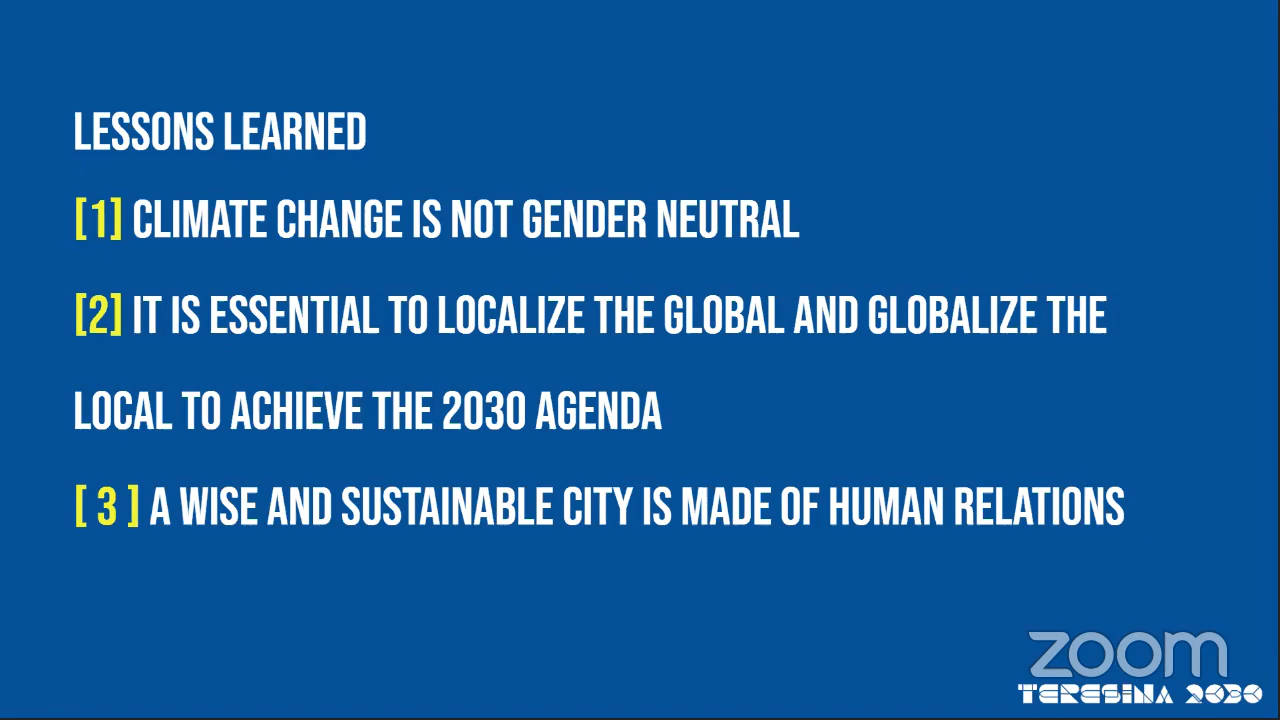 LESSONS LEARNED
[1] CLIMATE CHANGE IS NOT GENDER NEUTRAL
[2] IT IS ESSENTIAL TO LOCALIZE THE GLOBAL AND GLOBALIZE THE
LOCAL TO ACHIEVE THE 2030 AGENDA
[ 3 ] A WISE AND SUSTAINABLE CITY IS MADE OF HUMAN RELATIONS
zoom
TERESINA 2030